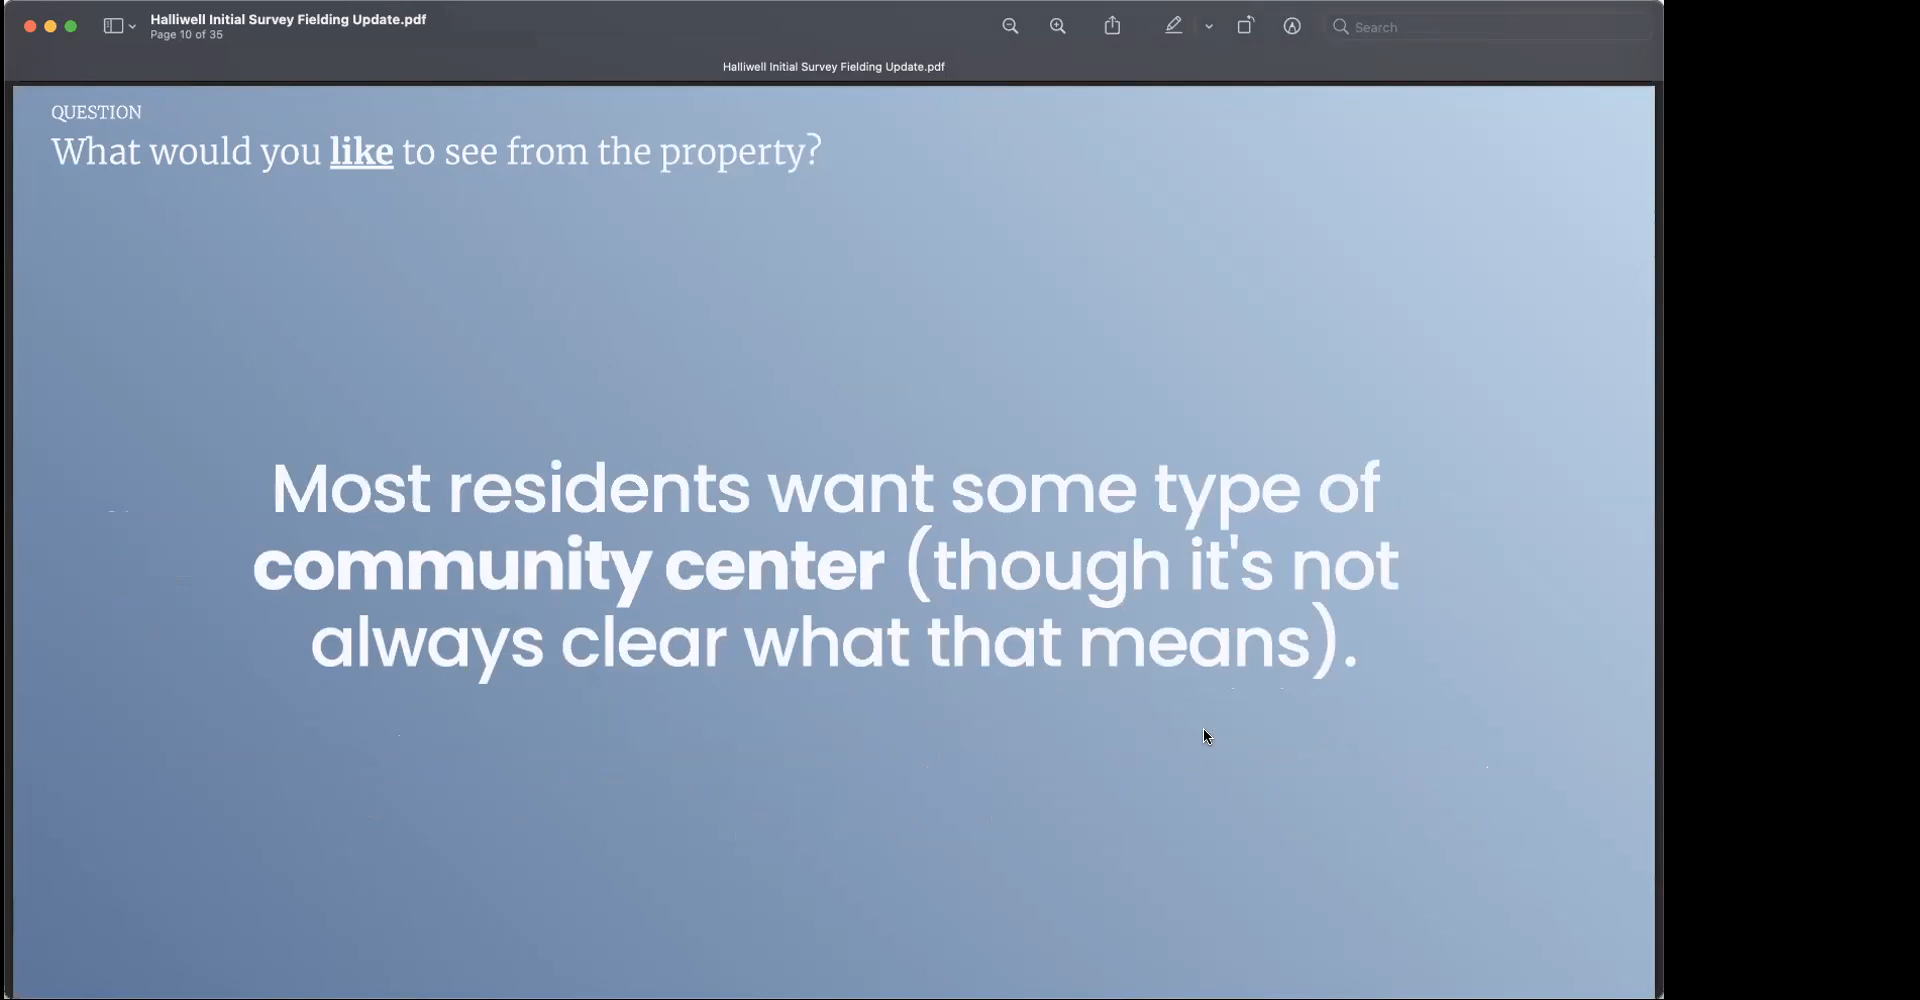 Halliwell Initial Survey Fielding Update.pdf
Page 10 of 35
Search
Halliwell Initial Survey Fielding Update.pdf
QUESTION
What would you like to see from the property?
Most residents want some type of
community center (though it's not
always clear what that means).